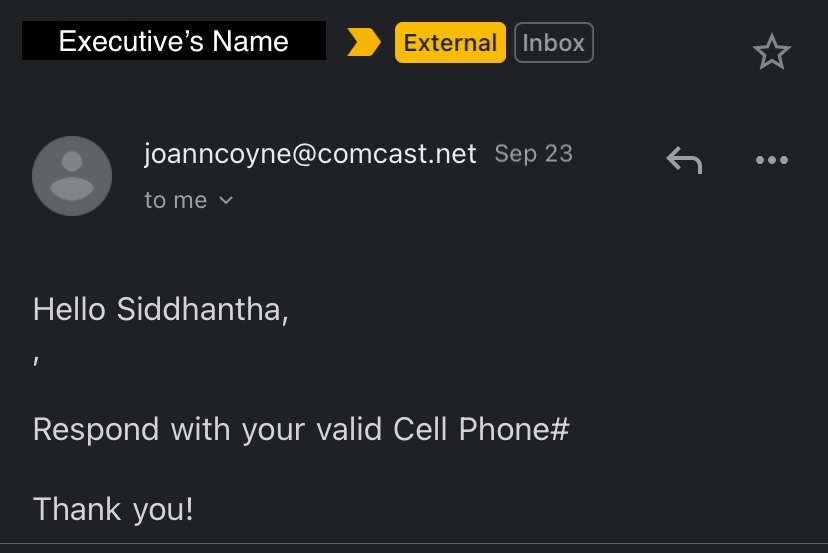 Executive's Name External Inbox
joanncoyne@comcast.net Sep 23
to me
Hello Siddhantha,
,
Respond with your valid Cell Phone#
Thank you!